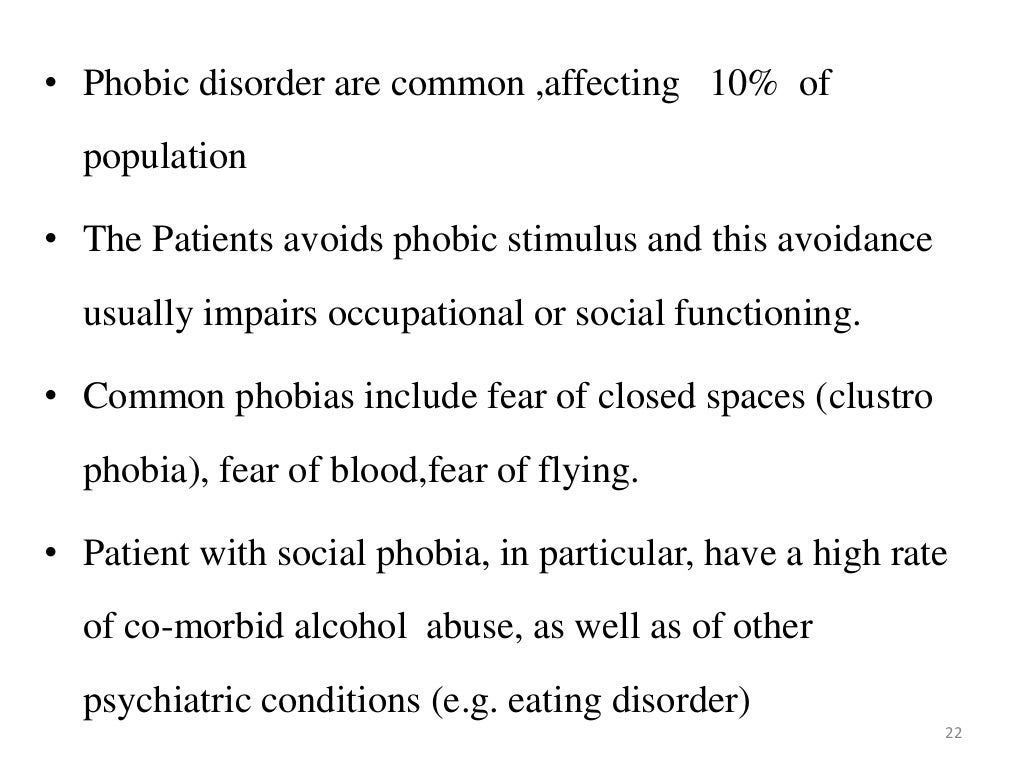 • Phobic disorder are common ,affecting 10% of
population
• The Patients avoids phobic stimulus and this avoidance
usually impairs occupational or social functioning.
• Common phobias include fear of closed spaces (clustro
phobia), fear of blood,fear of flying.
• Patient with social phobia, in particular, have a high rate
of co-morbid alcohol abuse, as well as of other
psychiatric conditions (e.g. eating disorder)
22